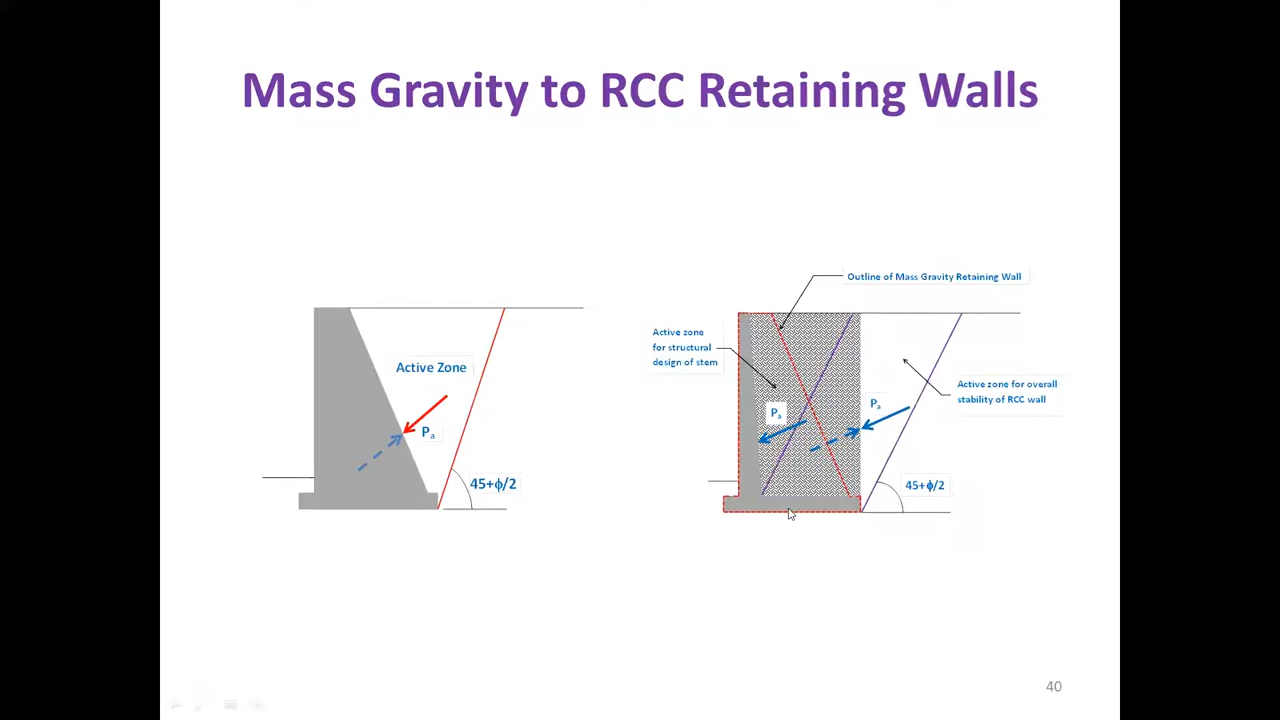 Mass Gravity to RCC Retaining Walls
Active Zone
Pa
45+ϕ/2
Outline of Mass Gravity Retaining Wall
Active zone
for structural
design of stem
Pa
Pa
Active zone for overall
stability of RCC wall
45+ϕ/2
40